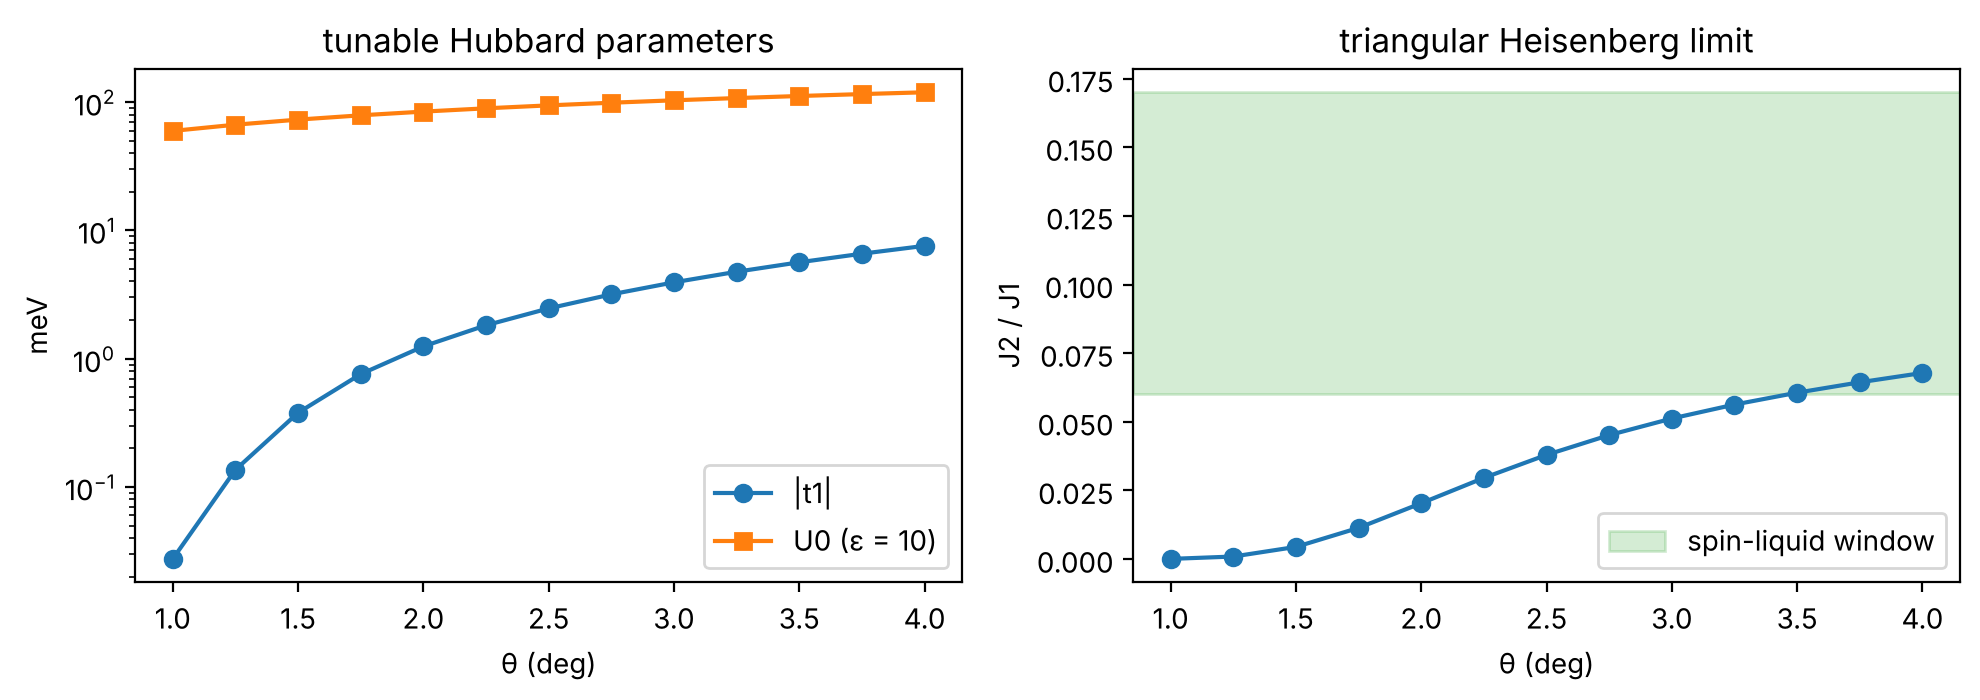 tunable Hubbard parameters
10²
10¹
10⁰
10⁻¹
meV
1.0 1.5 2.0 2.5 3.0 3.5 4.0
θ (deg)
|t1|
U0 (ε = 10)
triangular Heisenberg limit
0.175
0.150
0.125
0.100
0.075
0.050
0.025
0.000
J2 / J1
1.0 1.5 2.0 2.5 3.0 3.5 4.0
θ (deg)
spin-liquid window